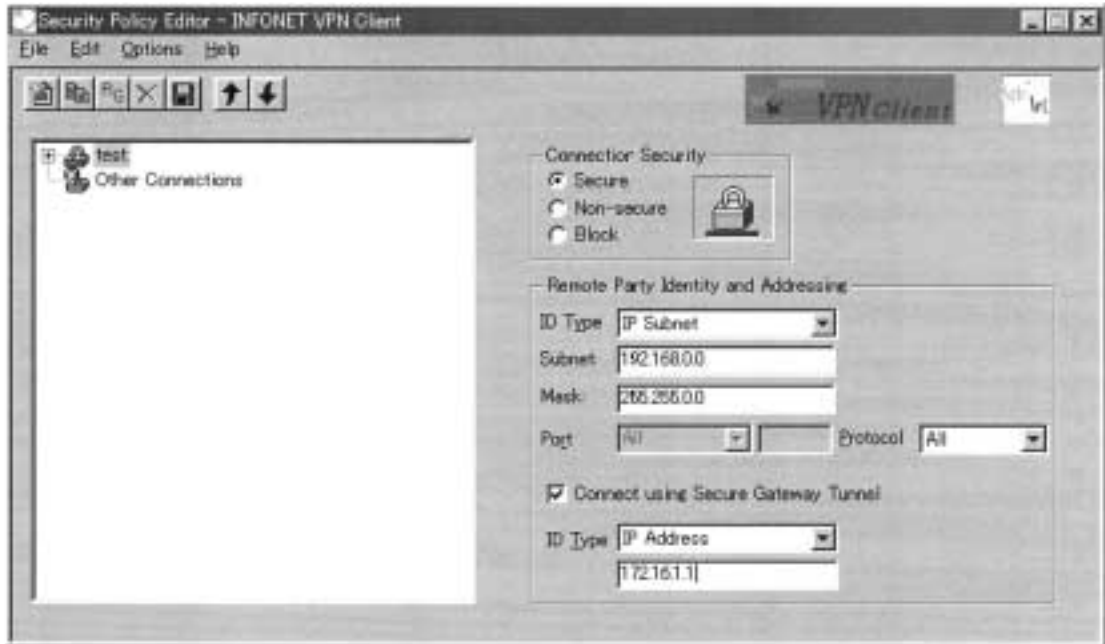 Security Policy Editor - INFONET VPN Client
File Edit Options Help
VPN Client
test
Other Connections
Connection Security
Secure
Non-secure
Block
Remote Party Identity and Addressing
ID Type IP Subnet
Subnet 192.168.0.0
Mask 255.255.0.0
Port All Protocol All
Connect using Secure Gateway Tunnel
ID Type IP Address
172.16.1.1